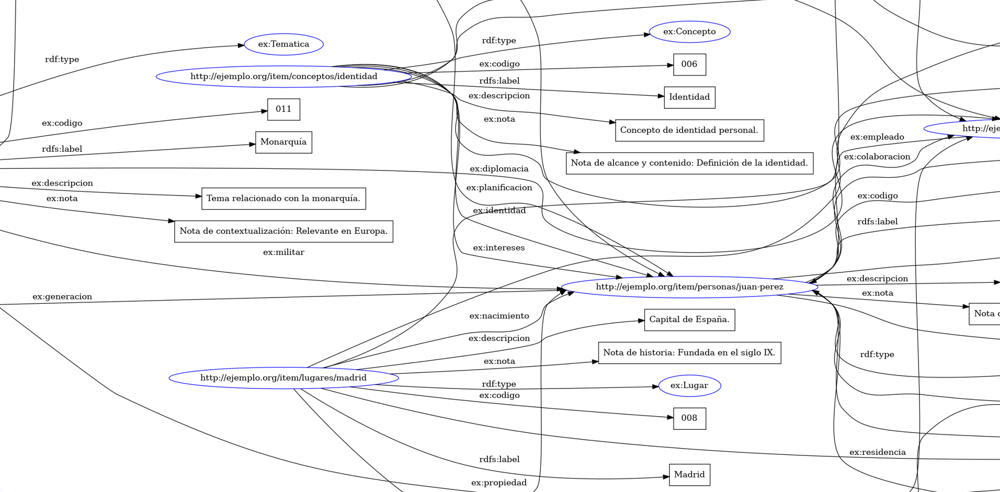 ex:Tematica
rdf:type
http://ejemplo.org/item/conceptos/identidad
011
ex:codigo
Monarquía
rdfs:label
ex:descripcion
Tema relacionado con la monarquía.
ex:nota
Nota de contextualización: Relevante en Europa.
ex:militar
ex:generacion
http://ejemplo.org/item/lugares/madrid
rdf:type
ex:Concepto
ex:codigo
006
rdfs:label
Identidad
ex:descripcion
Concepto de identidad personal.
ex:nota
Nota de alcance y contenido: Definición de la identidad.
ex:diplomacia
ex:planificacion
ex:identidad
ex:intereses
http://ejemplo.org/item/personas/juan-perez
ex:nacimiento
Capital de España.
ex:descripcion
Nota de historia: Fundada en el siglo IX.
ex:nota
rdf:type
ex:Lugar
ex:codigo
008
rdfs:label
Madrid
ex:propiedad
http://eje
ex:empleado
ex:colaboracion
ex:codigo
rdfs:label
ex:descripcion
ex:nota
Nota
rdf:type
ex:residencia